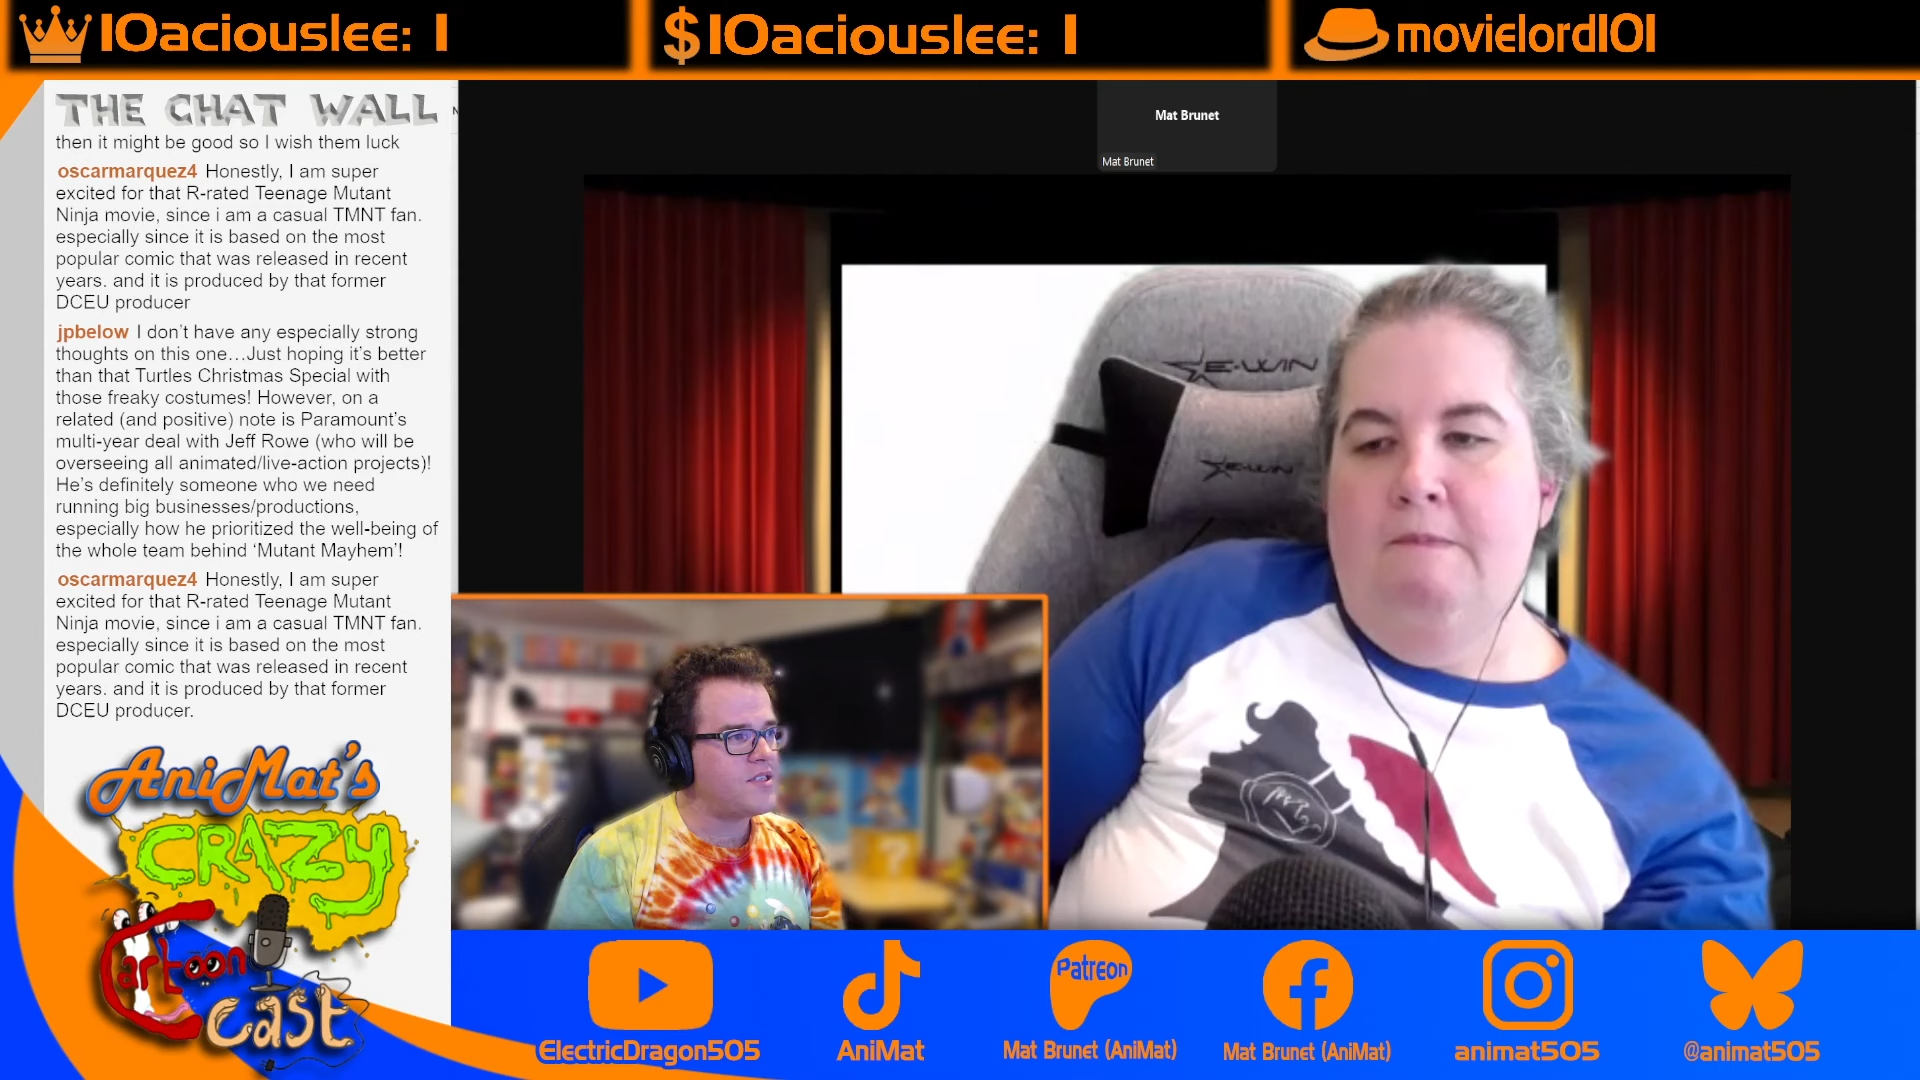 10aciouslee: 1
$10aciouslee: 1
movielord101
THE CHAT WALL
then it might be good so I wish them luck
oscarmarquez4 Honestly, I am super
excited for that R-rated Teenage Mutant
Ninja movie, since i am a casual TMNT fan.
especially since it is based on the most
popular comic that was released in recent
years. and it is produced by that former
DCEU producer
jpbelow I don't have any especially strong
thoughts on this one…Just hoping it's better
than that Turtles Christmas Special with
those freaky costumes! However, on a
related (and positive) note is Paramount's
multi-year deal with Jeff Rowe (who will be
overseeing all animated/live-action projects)!
He's definitely someone who we need
running big businesses/productions,
especially how he prioritized the well-being of
the whole team behind 'Mutant Mayhem'!
oscarmarquez4 Honestly, I am super
excited for that R-rated Teenage Mutant
Ninja movie, since i am a casual TMNT fan.
especially since it is based on the most
popular comic that was released in recent
years. and it is produced by that former
DCEU producer.
AniMat's
CRAZY
Cartoon
Cast
Mat Brunet
Mat Brunet
E-WIN
E-WIN
?
ElectricDragon505
AniMat
Patreon
Mat Brunet (AniMat)
Mat Brunet (AniMat)
animat505
@animat505